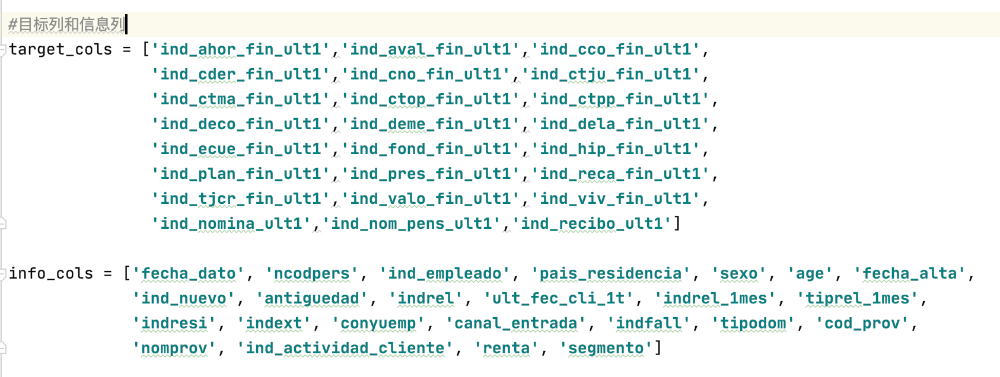 #目标列和信息列
target_cols = ['ind_ahor_fin_ult1','ind_aval_fin_ult1','ind_cco_fin_ult1',
'ind_cder_fin_ult1','ind_cno_fin_ult1','ind_ctju_fin_ult1',
'ind_ctma_fin_ult1','ind_ctop_fin_ult1','ind_ctpp_fin_ult1',
'ind_deco_fin_ult1','ind_deme_fin_ult1','ind_dela_fin_ult1',
'ind_ecue_fin_ult1','ind_fond_fin_ult1','ind_hip_fin_ult1',
'ind_plan_fin_ult1','ind_pres_fin_ult1','ind_reca_fin_ult1',
'ind_tjcr_fin_ult1','ind_valo_fin_ult1','ind_viv_fin_ult1',
'ind_nomina_ult1','ind_nom_pens_ult1','ind_recibo_ult1']
info_cols = ['fecha_dato', 'ncodpers', 'ind_empleado', 'pais_residencia', 'sexo', 'age', 'fecha_alta',
'ind_nuevo', 'antiguedad', 'indrel', 'ult_fec_cli_1t', 'indrel_1mes', 'tiprel_1mes',
'indresi', 'indext', 'conyuemp', 'canal_entrada', 'indfall', 'tipodom', 'cod_prov',
'nomprov', 'ind_actividad_cliente', 'renta', 'segmento']